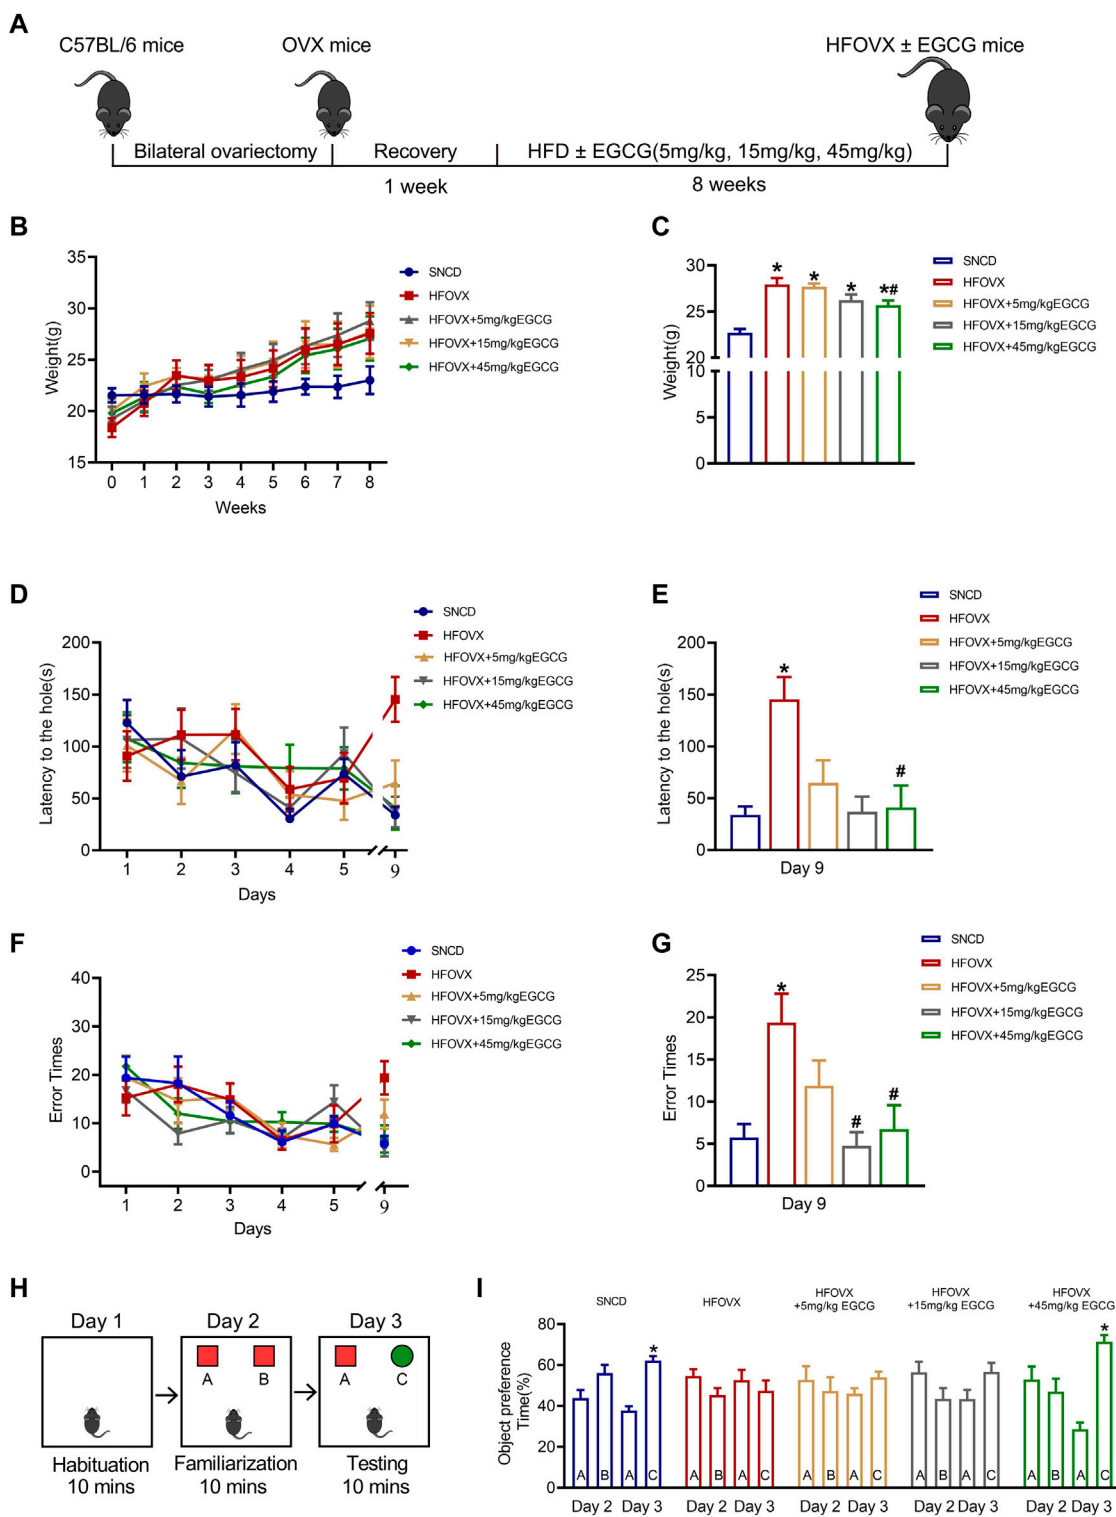 A
C57BL/6 mice
OVX mice
HFOVX ± EGCG mice
Bilateral ovariectomy
Recovery
HFD ± EGCG(5mg/kg, 15mg/kg, 45mg/kg)
1 week
8 weeks
B
Weight(g)
35
30
25
20
15
0 1 2 3 4 5 6 7 8
Weeks
SNCD
HFOVX
HFOVX+5mg/kgEGCG
HFOVX+15mg/kgEGCG
HFOVX+45mg/kgEGCG
C
Weight(g)
30
25
20
10
5
0
*
*
*
*#
SNCD
HFOVX
HFOVX+5mg/kgEGCG
HFOVX+15mg/kgEGCG
HFOVX+45mg/kgEGCG
D
Latency to the hole(s)
200
150
100
50
0
1 2 3 4 5 9
Days
SNCD
HFOVX
HFOVX+5mg/kgEGCG
HFOVX+15mg/kgEGCG
HFOVX+45mg/kgEGCG
E
Latency to the hole(s)
200
150
100
50
0
*
#
Day 9
SNCD
HFOVX
HFOVX+5mg/kgEGCG
HFOVX+15mg/kgEGCG
HFOVX+45mg/kgEGCG
F
Error Times
40
30
20
10
0
1 2 3 4 5 9
Days
SNCD
HFOVX
HFOVX+5mg/kgEGCG
HFOVX+15mg/kgEGCG
HFOVX+45mg/kgEGCG
G
Error Times
25
20
15
10
5
0
*
#
#
Day 9
SNCD
HFOVX
HFOVX+5mg/kgEGCG
HFOVX+15mg/kgEGCG
HFOVX+45mg/kgEGCG
H
Day 1
Day 2
Day 3
A B
A C
Habituation
10 mins
Familiarization
10 mins
Testing
10 mins
I
SNCD
HFOVX
HFOVX
+5mg/kg EGCG
HFOVX
+15mg/kg EGCG
HFOVX
+45mg/kg EGCG
Object preference
Time(%)
80
60
40
20
0
*
*
A B A C
A B A C
A B A C
A B A C
A B A C
Day 2 Day 3
Day 2 Day 3
Day 2 Day 3
Day 2 Day 3
Day 2 Day 3